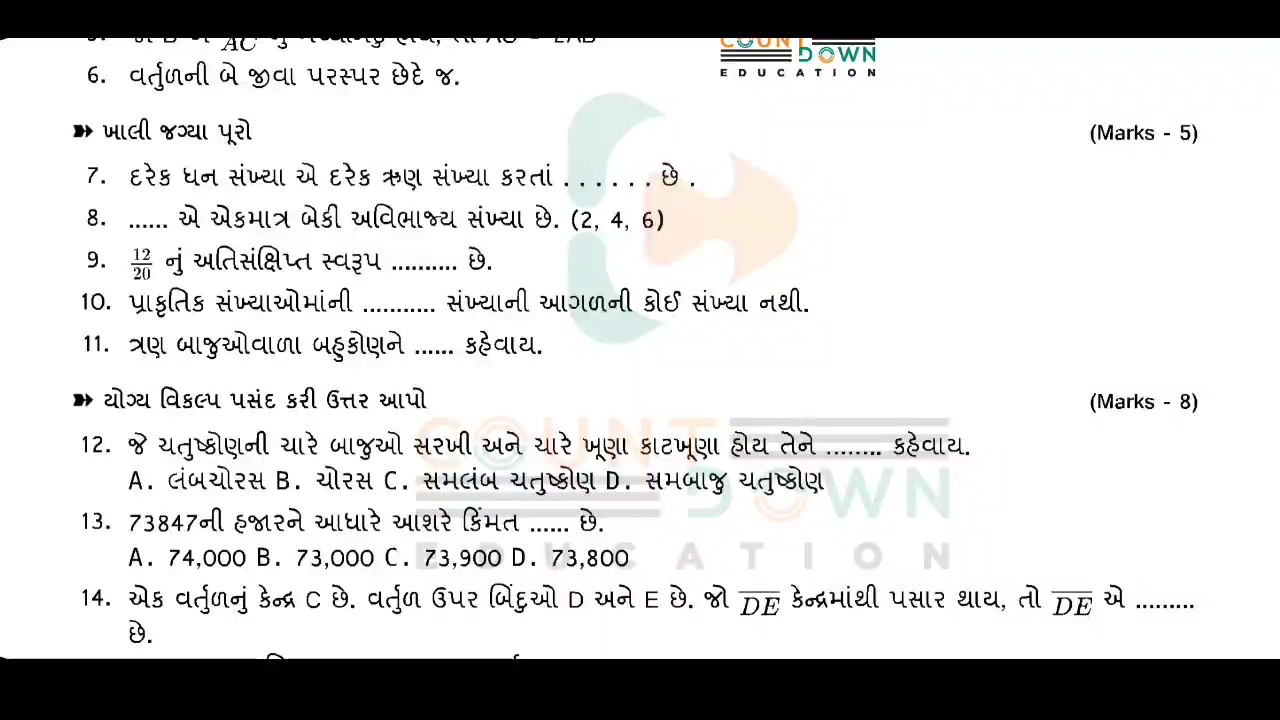 AC
COUNT
DOWN
EDUCATION
6. વર્તુળની બે જીવા પરસ્પર છેદે જ.
ખાલી જગ્યા પૂરો (Marks - 5)
7. દરેક ધન સંખ્યા એ દરેક ઋણ સંખ્યા કરતાં . . . . . . છે .
8. ...... એ એકમાત્ર બેકી અવિભાજ્ય સંખ્યા છે. (2, 4, 6)
9. 12/20 નું અતિસંક્ષિપ્ત સ્વરૂપ .......... છે.
10. પ્રાકૃતિક સંખ્યાઓમાંની ........... સંખ્યાની આગળની કોઈ સંખ્યા નથી.
11. ત્રણ બાજુઓવાળા બહુકોણને ...... કહેવાય.
યોગ્ય વિકલ્પ પસંદ કરી ઉત્તર આપો (Marks - 8)
12. જે ચતુષ્કોણની ચારે બાજુઓ સરખી અને ચારે ખૂણા કાટખૂણા હોય તેને ........ કહેવાય.
A. લંબચોરસ B. ચોરસ C. સમલંબ ચતુષ્કોણ D. સમબાજુ ચતુષ્કોણ
13. 73847ની હજારને આધારે આશરે કિંમત ...... છે.
A. 74,000 B. 73,000 C. 73,900 D. 73,800
14. એક વર્તુળનું કેન્દ્ર C છે. વર્તુળ ઉપર બિંદુઓ D અને E છે. જો DE કેન્દ્રમાંથી પસાર થાય, તો DE એ .........
છે.
COUNT
DOWN
EDUCATION